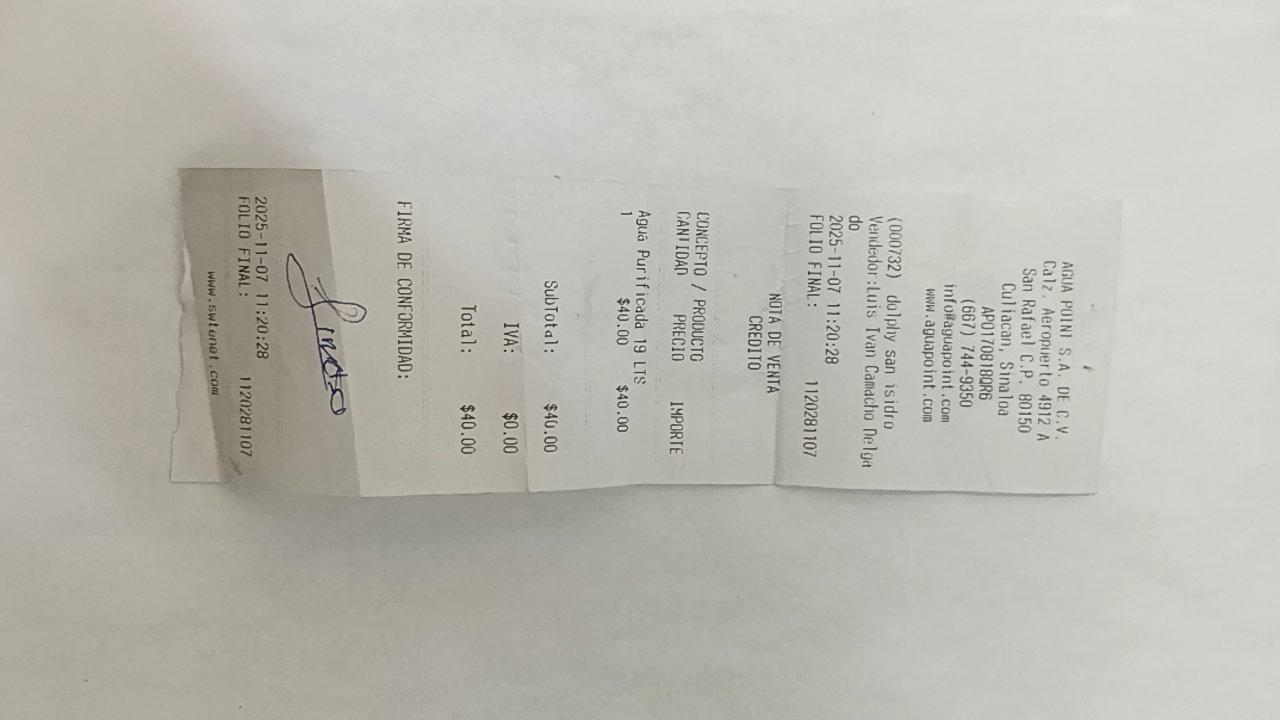 AGUA POINT S.A. DE C.V.
Calz. Aeropuerto 4912 A
San Rafael C.P. 80150
Culiacan, Sinaloa
APO170818QR6
(667) 744-9350
info@aguapoint.com
www.aguapoint.com
(000732) dolphy san isidro
Vendedor:Luis Ivan Camacho Delga
do
2025-11-07 11:20:28
FOLIO FINAL: 1120281107
NOTA DE VENTA
CREDITO
CONCEPTO / PRODUCTO
CANTIDAD PRECIO IMPORTE
Agua Purificada 19 LTS
1 $40.00 $40.00
SubTotal: $40.00
IVA: $0.00
Total: $40.00
FIRMA DE CONFORMIDAD:
2025-11-07 11:20:28
FOLIO FINAL: 1120281107
www.swtenet.com